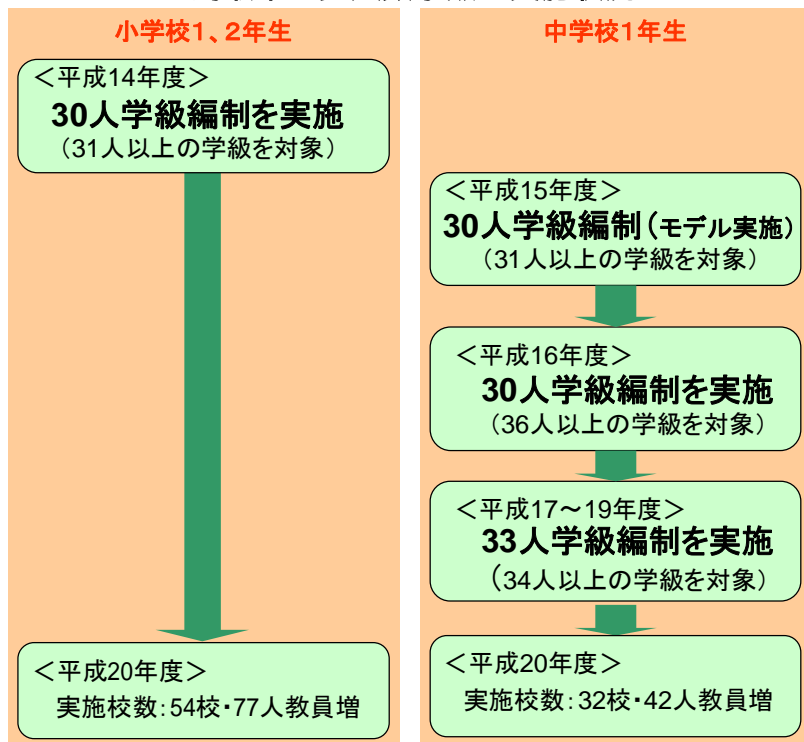 小学校1、2年生
＜平成14年度＞
30人学級編制を実施
（31人以上の学級を対象）
＜平成20年度＞
実施校数：54校・77人教員増
中学校1年生
＜平成15年度＞
30人学級編制（モデル実施）
（31人以上の学級を対象）
＜平成16年度＞
30人学級編制を実施
（36人以上の学級を対象）
＜平成17～19年度＞
33人学級編制を実施
（34人以上の学級を対象）
＜平成20年度＞
実施校数：32校・42人教員増